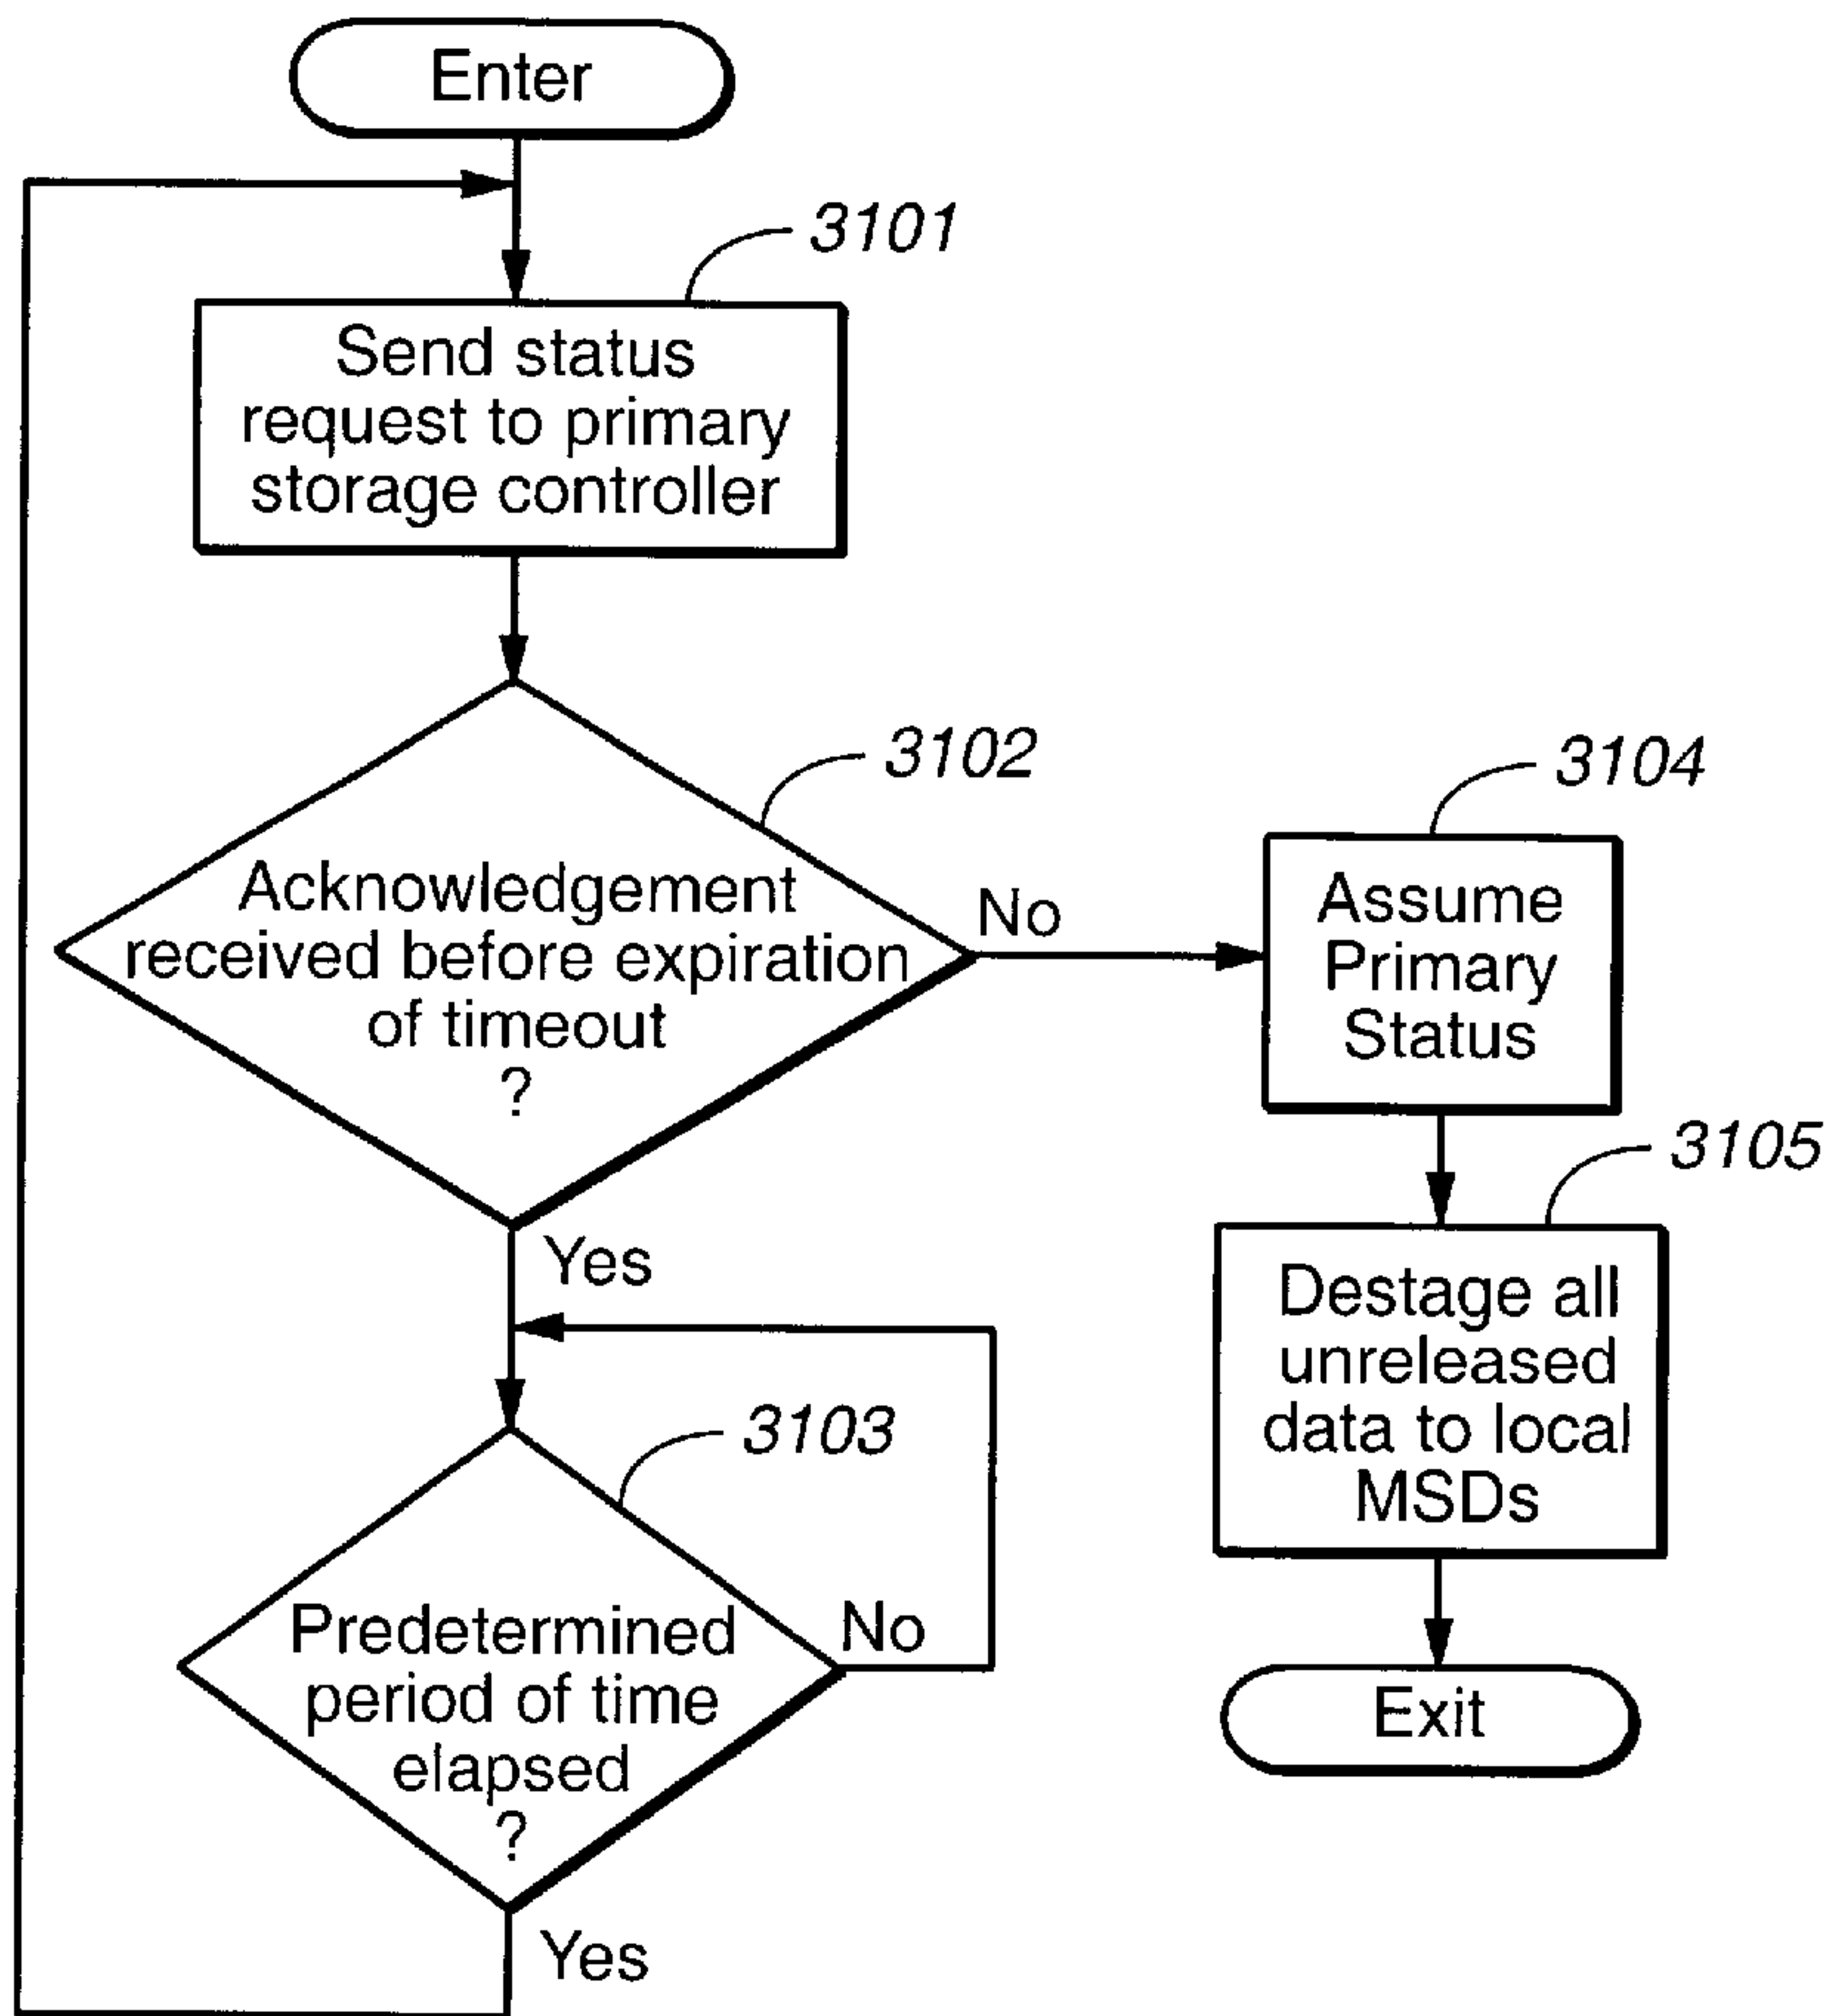 Enter
3101
Send status
request to primary
storage controller
3102
Acknowledgement
received before expiration
of timeout
?
No
3104
Assume
Primary
Status
3105
Destage all
unreleased
data to local
MSDs
Yes
3103
Predetermined
period of time
elapsed
?
No
Exit
Yes